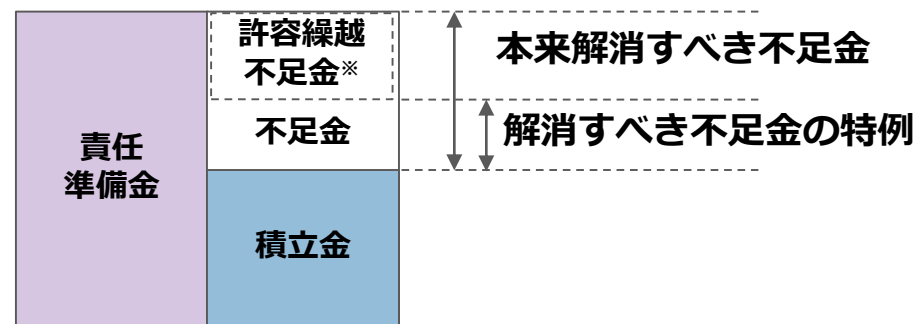 責任
準備金
許容繰越
不足金※
不足金
積立金
本来解消すべき不足金
解消すべき不足金の特例